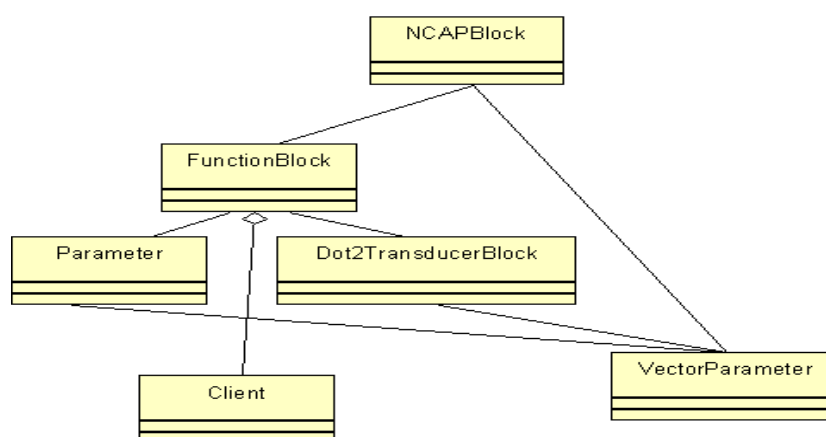 NCAPBlock
FunctionBlock
Parameter
Dot2TransducerBlock
VectorParameter
Client